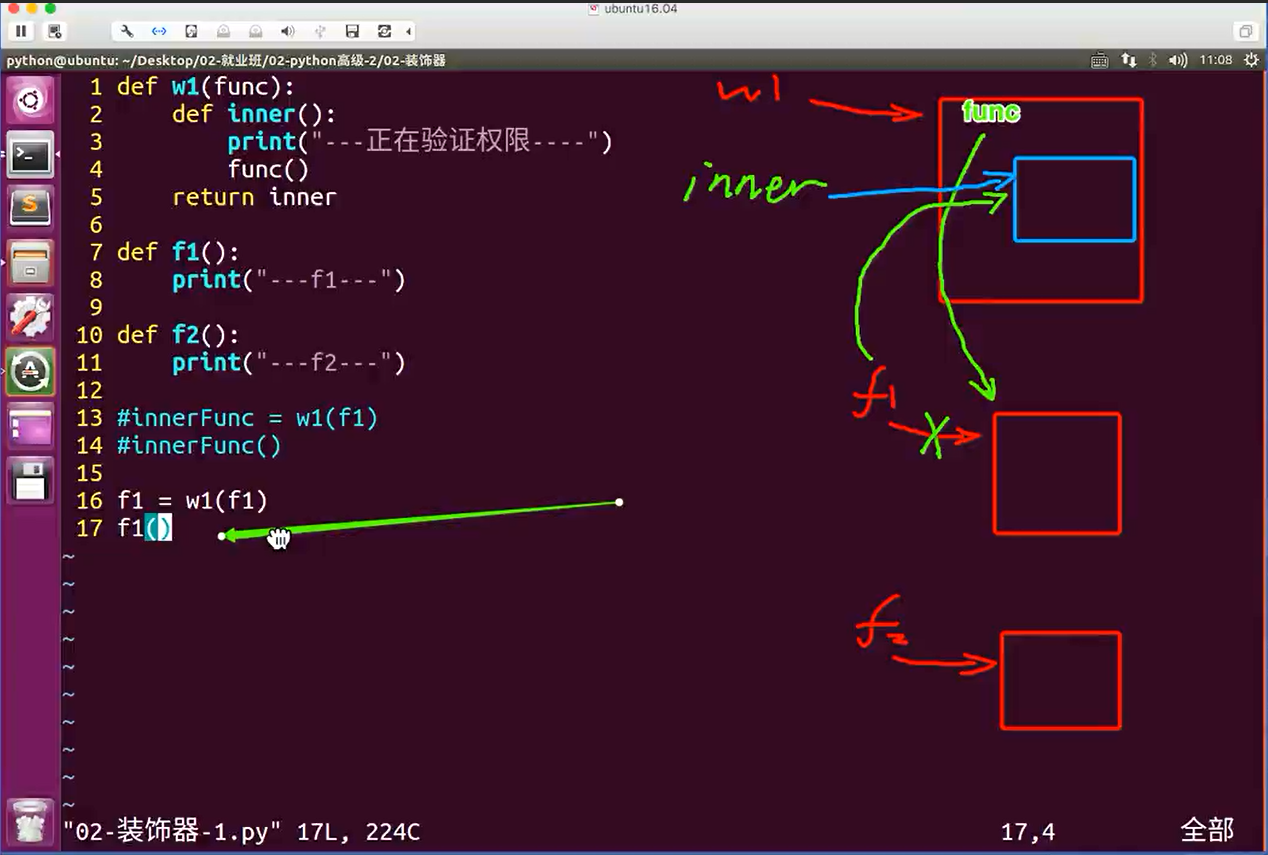 ubuntu16.04
python@ubuntu: ~/Desktop/02-就业班/02-python高级-2/02-装饰器
11:08
1 def w1(func):
2     def inner():
3         print("---正在验证权限----")
4         func()
5     return inner
6
7 def f1():
8     print("---f1---")
9
10 def f2():
11     print("---f2---")
12
13 #innerFunc = w1(f1)
14 #innerFunc()
15
16 f1 = w1(f1)
17 f1()
~
~
~
~
~
~
~
~
~
~
"02-装饰器-1.py" 17L, 224C
17,4
全部
w1
func
inner
f1
f2